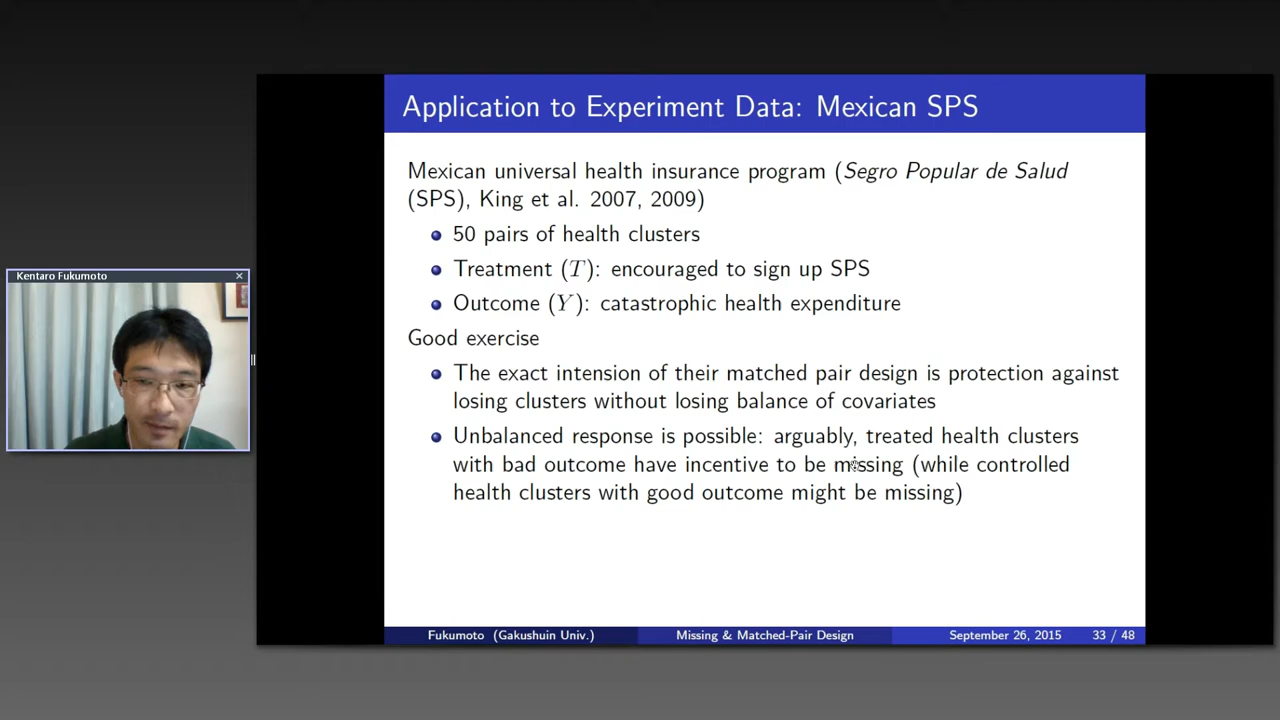 Application to Experiment Data: Mexican SPS
Mexican universal health insurance program (Segro Popular de Salud
(SPS), King et al. 2007, 2009)
50 pairs of health clusters
Treatment (T): encouraged to sign up SPS
Outcome (Y): catastrophic health expenditure
Good exercise
The exact intension of their matched pair design is protection against
losing clusters without losing balance of covariates
Unbalanced response is possible: arguably, treated health clusters
with bad outcome have incentive to be missing (while controlled
health clusters with good outcome might be missing)
Kentaro Fukumoto
Fukumoto (Gakushuin Univ.) Missing & Matched-Pair Design September 26, 2015 33 / 48